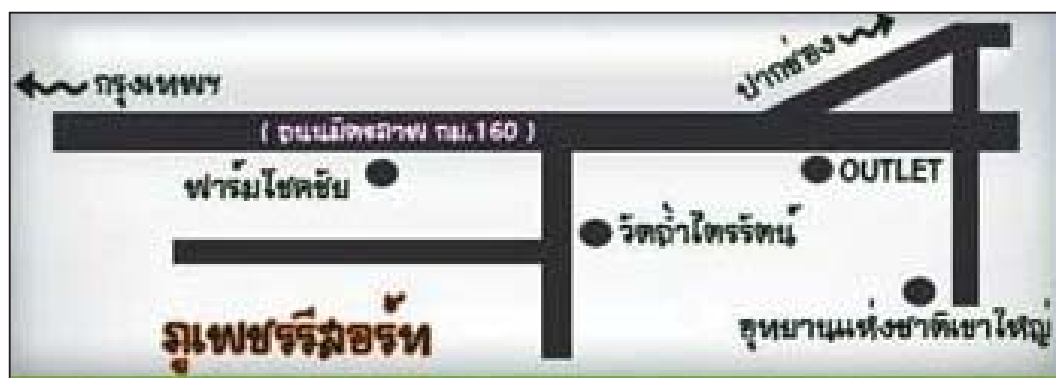 กรุงเทพฯ
ปากช่อง
( ถนนมิตรภาพ กม.160 )
ฟาร์มโชคชัย
OUTLET
วัดถ้ำไตรรัตน์
ภูเพชรรีสอร์ท
อุทยานแห่งชาติเขาใหญ่